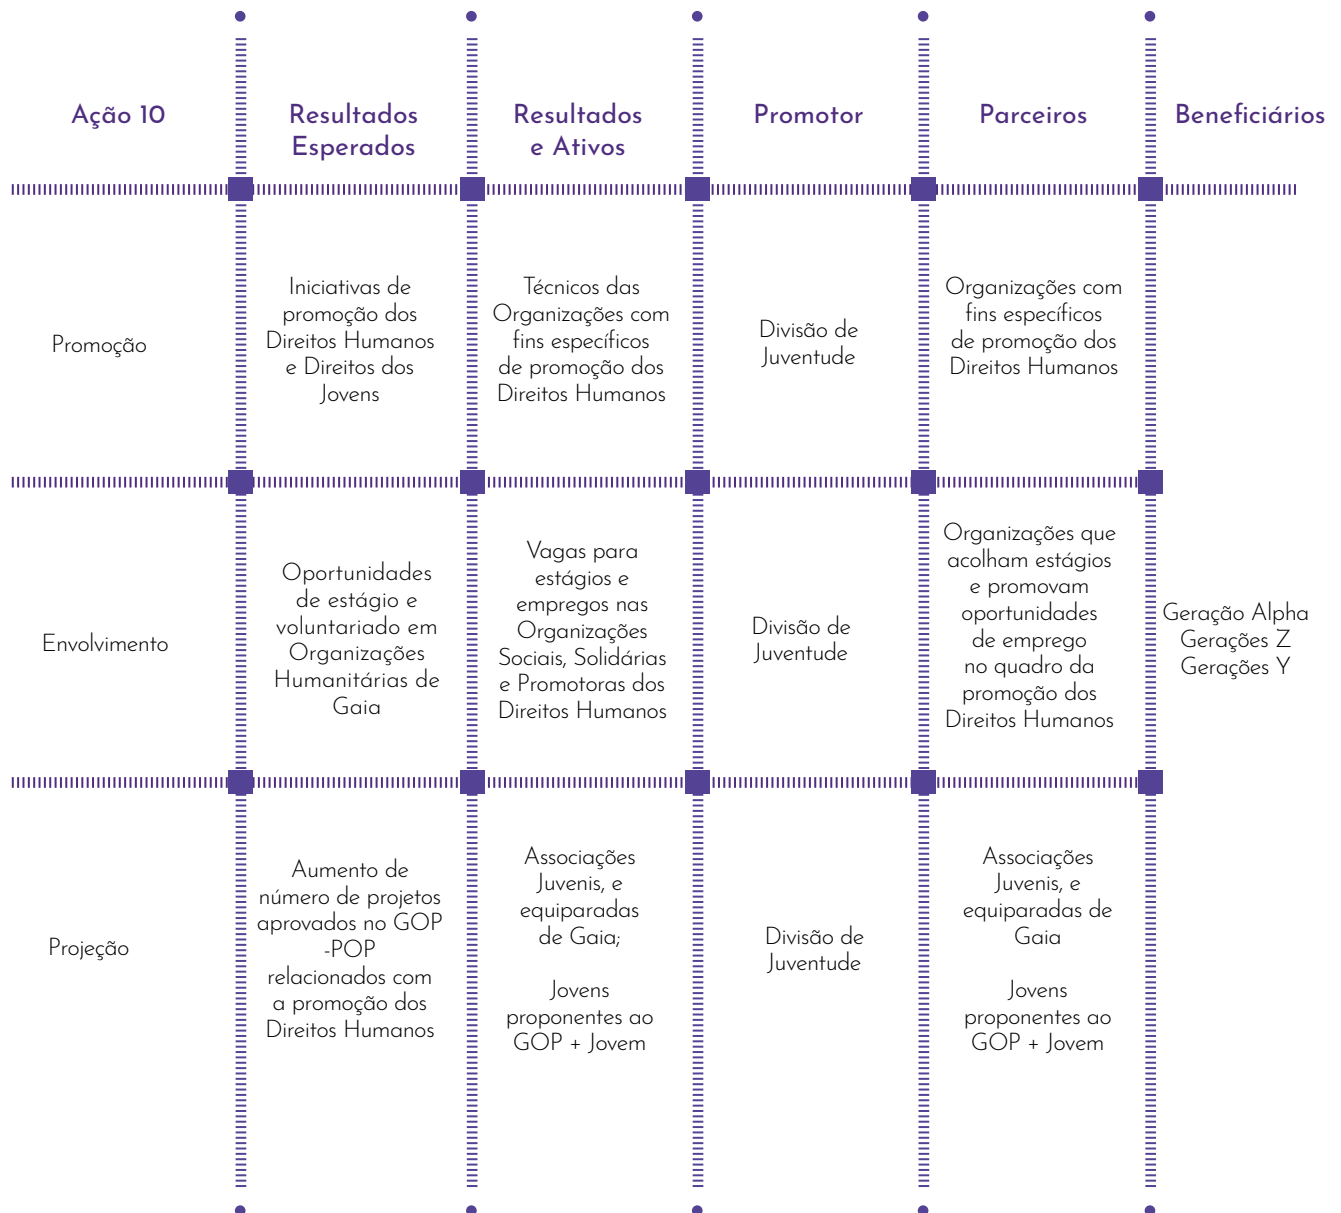 Ação 10
Resultados
Esperados
Resultados
e Ativos
Promotor
Parceiros
Beneficiários
Promoção
Iniciativas de
promoção dos
Direitos Humanos
e Direitos dos
Jovens
Técnicos das
Organizações com
fins específicos
de promoção dos
Direitos Humanos
Divisão de
Juventude
Organizações com
fins específicos
de promoção dos
Direitos Humanos
Envolvimento
Oportunidades
de estágio e
voluntariado em
Organizações
Humanitárias de
Gaia
Vagas para
estágios e
empregos nas
Organizações
Sociais, Solidárias
e Promotoras dos
Direitos Humanos
Divisão de
Juventude
Organizações que
acolham estágios
e promovam
oportunidades
de emprego
no quadro da
promoção dos
Direitos Humanos
Geração Alpha
Gerações Z
Gerações Y
Projeção
Aumento de
número de projetos
aprovados no GOP
-POP
relacionados com
a promoção dos
Direitos Humanos
Associações
Juvenis, e
equiparadas
de Gaia;
Jovens
proponentes ao
GOP + Jovem
Divisão de
Juventude
Associações
Juvenis, e
equiparadas de
Gaia
Jovens
proponentes ao
GOP + Jovem